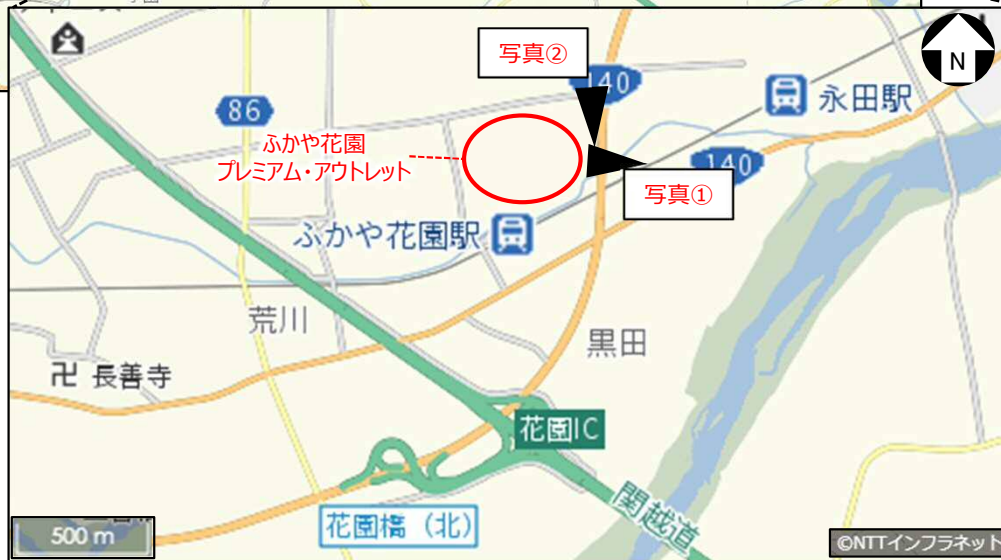 写真②
N
140
永田駅
86
ふかや花園
プレミアム・アウトレット
140
写真①
ふかや花園駅
荒川
黒田
卍 長善寺
花園IC
関越道
花園橋（北）
500 m
©NTTインフラネット